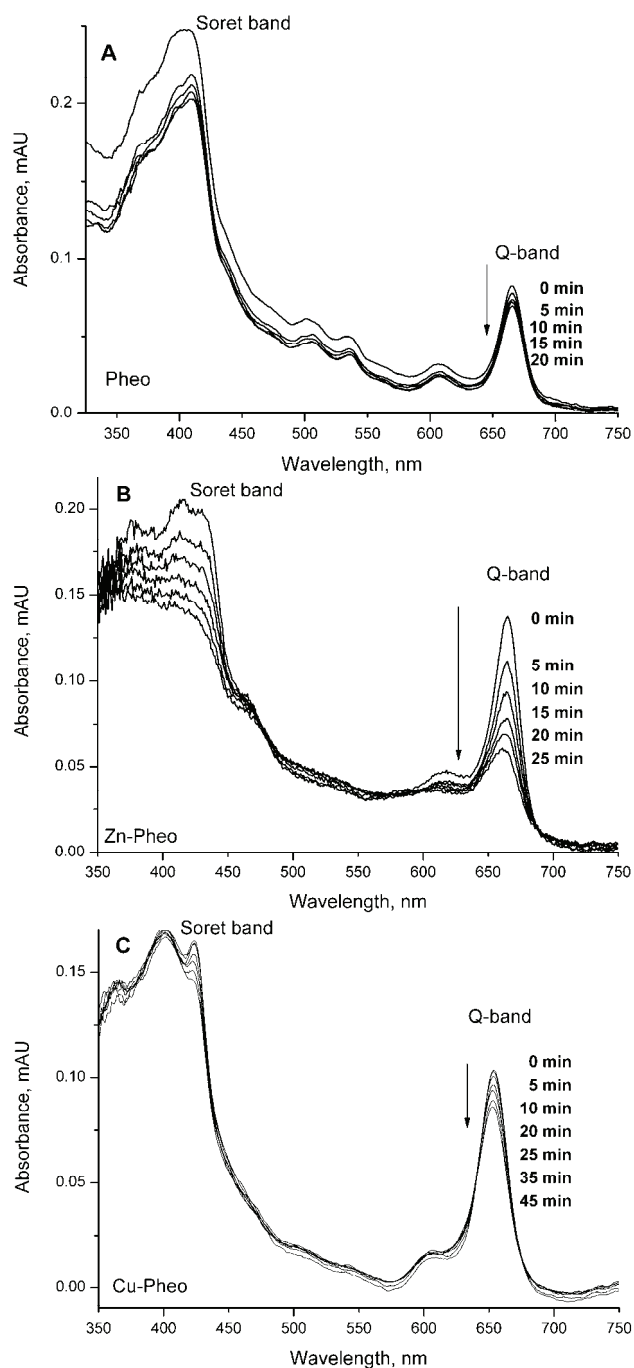 A
Soret band
0.2
0.1
0.0
Absorbance, mAU
Q-band
0 min
5 min
10 min
15 min
20 min
Pheo
350 400 450 500 550 600 650 700 750
Wavelength, nm
B
Soret band
0.20
0.15
0.10
0.05
0.00
Absorbance, mAU
Q-band
0 min
5 min
10 min
15 min
20 min
25 min
Zn-Pheo
350 400 450 500 550 600 650 700 750
Wavelength, nm
C
Soret band
0.15
0.10
0.05
0.00
Absorbance, mAU
Q-band
0 min
5 min
10 min
20 min
25 min
35 min
45 min
Cu-Pheo
350 400 450 500 550 600 650 700 750
Wavelength, nm